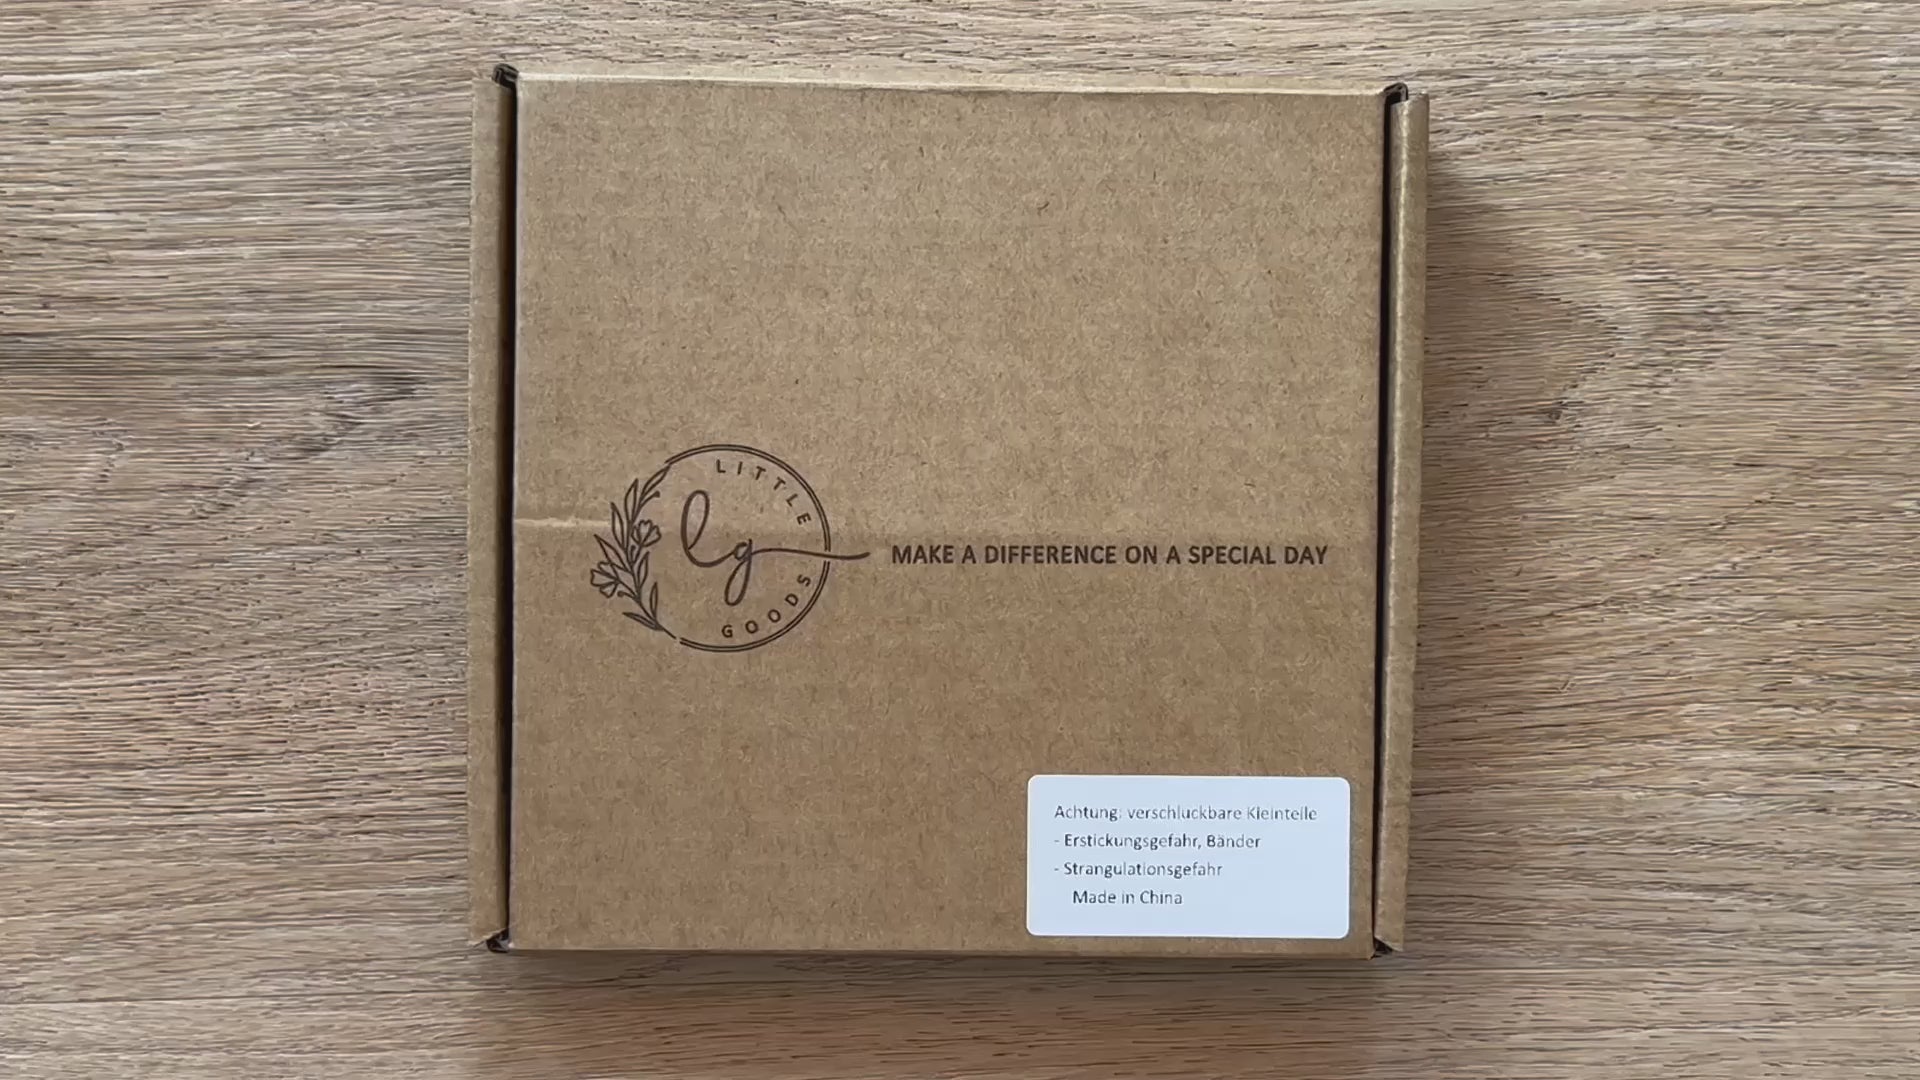 LITTLE
lg
GOODS
MAKE A DIFFERENCE ON A SPECIAL DAY
Achtung: verschluckbare Kleinteile
- Erstickungsgefahr, Bänder
- Strangulationsgefahr
Made in China